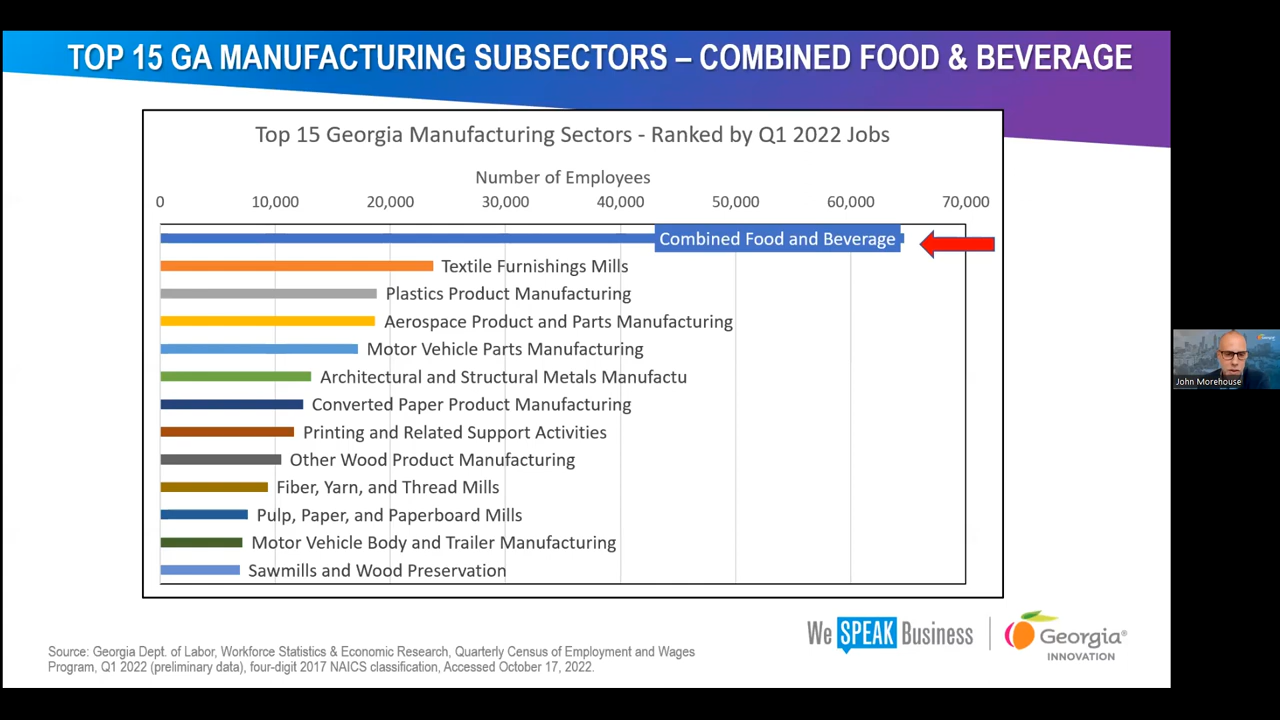 TOP 15 GA MANUFACTURING SUBSECTORS – COMBINED FOOD & BEVERAGE
Top 15 Georgia Manufacturing Sectors - Ranked by Q1 2022 Jobs
Number of Employees
0 10,000 20,000 30,000 40,000 50,000 60,000 70,000
Combined Food and Beverage
Textile Furnishings Mills
Plastics Product Manufacturing
Aerospace Product and Parts Manufacturing
Motor Vehicle Parts Manufacturing
Architectural and Structural Metals Manufactu
Converted Paper Product Manufacturing
Printing and Related Support Activities
Other Wood Product Manufacturing
Fiber, Yarn, and Thread Mills
Pulp, Paper, and Paperboard Mills
Motor Vehicle Body and Trailer Manufacturing
Sawmills and Wood Preservation
John Morehouse
We SPEAK Business
Georgia®
INNOVATION
Source: Georgia Dept. of Labor, Workforce Statistics & Economic Research, Quarterly Census of Employment and Wages
Program, Q1 2022 (preliminary data), four-digit 2017 NAICS classification, Accessed October 17, 2022.